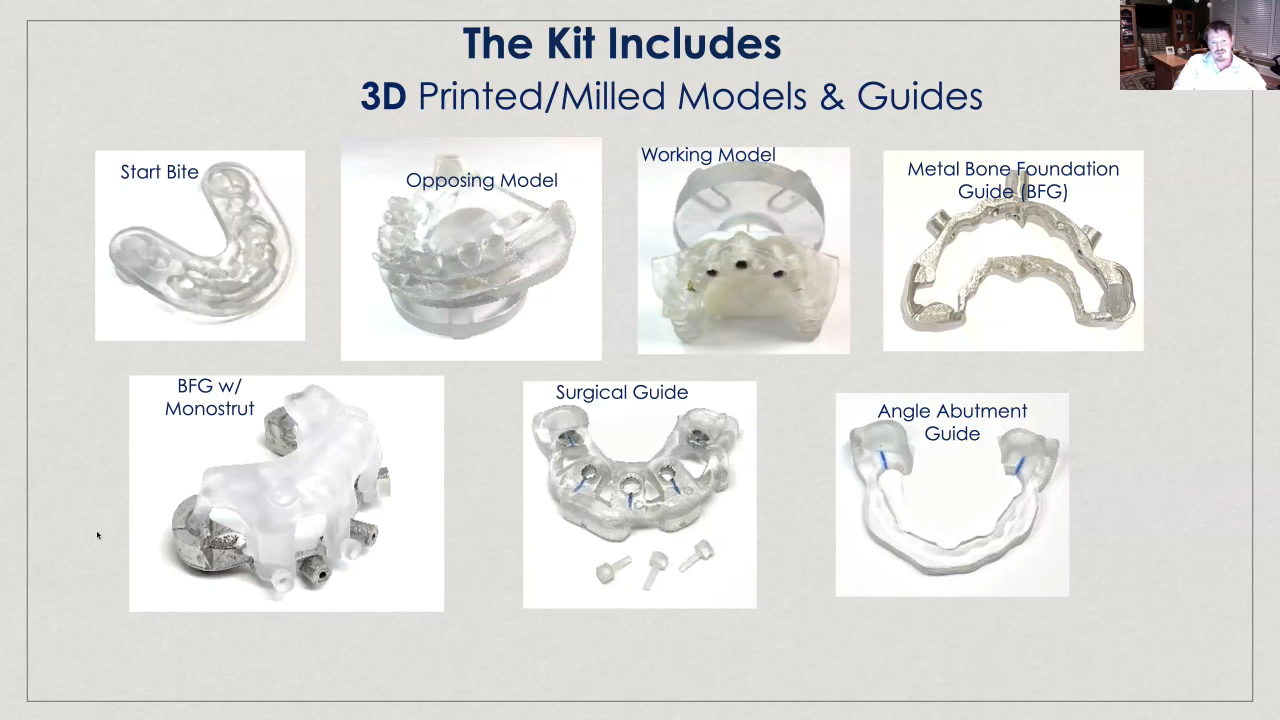 The Kit Includes
3D Printed/Milled Models & Guides
Start Bite
Opposing Model
Working Model
Metal Bone Foundation
Guide (BFG)
BFG w/
Monostrut
Surgical Guide
Angle Abutment
Guide